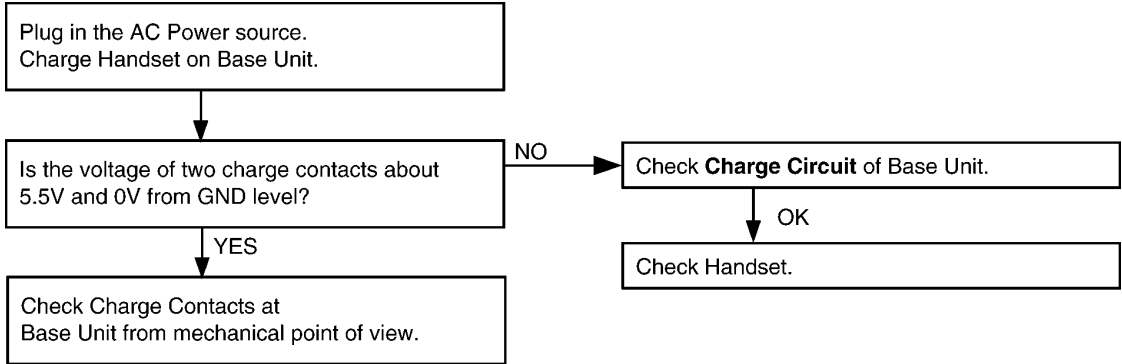 Plug in the AC Power source.
Charge Handset on Base Unit.
Is the voltage of two charge contacts about
5.5V and 0V from GND level?
NO
Check Charge Circuit of Base Unit.
OK
Check Handset.
YES
Check Charge Contacts at
Base Unit from mechanical point of view.